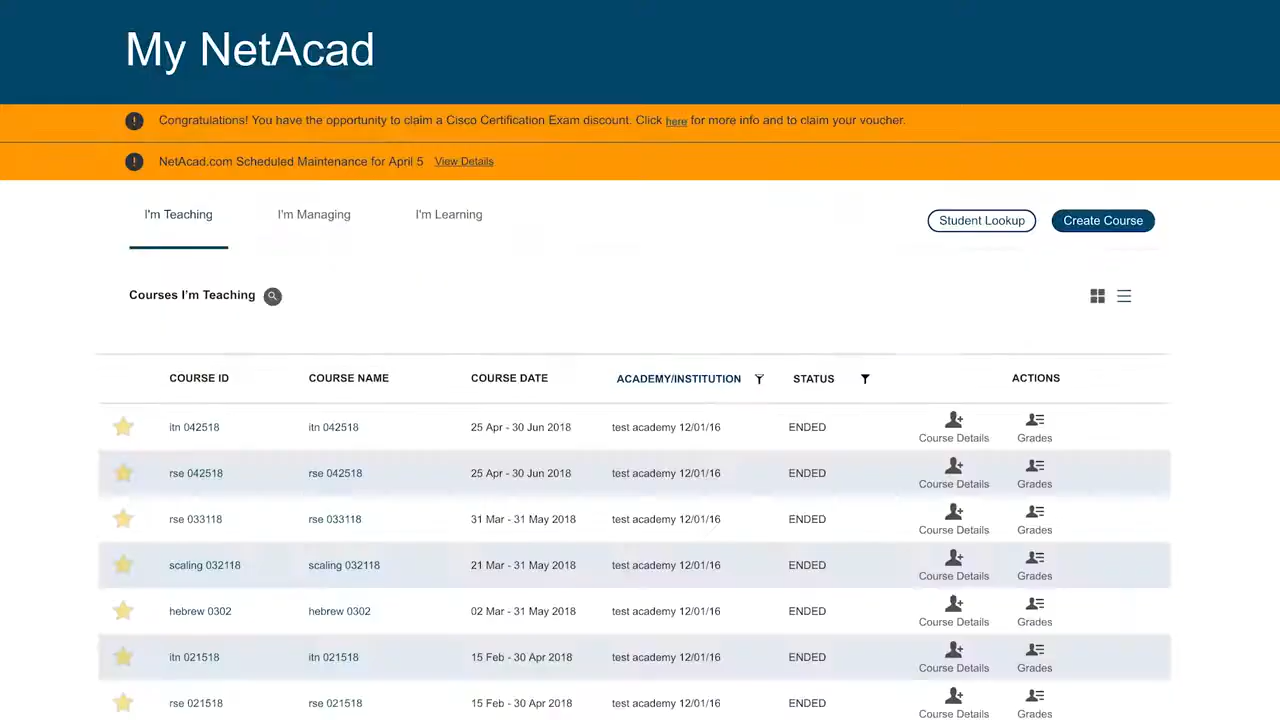 My NetAcad
Congratulations! You have the opportunity to claim a Cisco Certification Exam discount. Click here for more info and to claim your voucher.
NetAcad.com Scheduled Maintenance for April 5 View Details
I'm Teaching I'm Managing I'm Learning Student Lookup Create Course
Courses I'm Teaching
COURSE ID COURSE NAME COURSE DATE ACADEMY/INSTITUTION STATUS ACTIONS
itn 042518 itn 042518 25 Apr - 30 Jun 2018 test academy 12/01/16 ENDED Course Details Grades
rse 042518 rse 042518 25 Apr - 30 Jun 2018 test academy 12/01/16 ENDED Course Details Grades
rse 033118 rse 033118 31 Mar - 31 May 2018 test academy 12/01/16 ENDED Course Details Grades
scaling 032118 scaling 032118 21 Mar - 31 May 2018 test academy 12/01/16 ENDED Course Details Grades
hebrew 0302 hebrew 0302 02 Mar - 31 May 2018 test academy 12/01/16 ENDED Course Details Grades
itn 021518 itn 021518 15 Feb - 30 Apr 2018 test academy 12/01/16 ENDED Course Details Grades
rse 021518 rse 021518 15 Feb - 30 Apr 2018 test academy 12/01/16 ENDED Course Details Grades